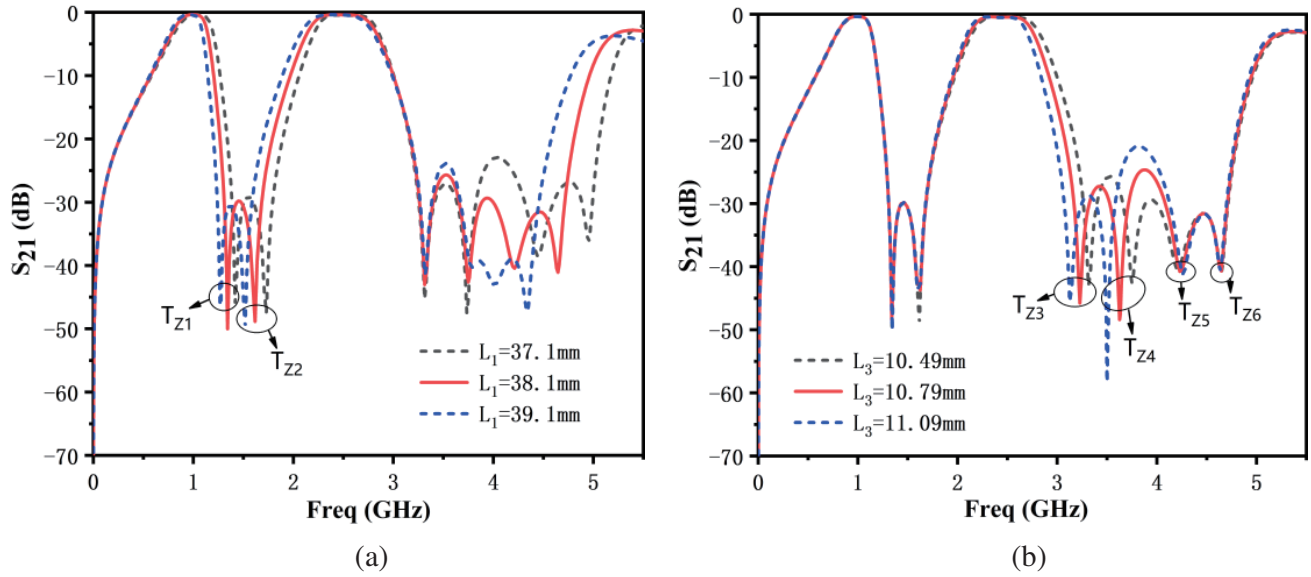 0
−10
−20
−30
−40
−50
−60
−70
S21 (dB)
TZ1
TZ2
L1=37.1mm
L1=38.1mm
L1=39.1mm
0 1 2 3 4 5
Freq (GHz)
(a)
0
−10
−20
−30
−40
−50
−60
−70
S21 (dB)
TZ3
TZ4
TZ5
TZ6
L3=10.49mm
L3=10.79mm
L3=11.09mm
0 1 2 3 4 5
Freq (GHz)
(b)